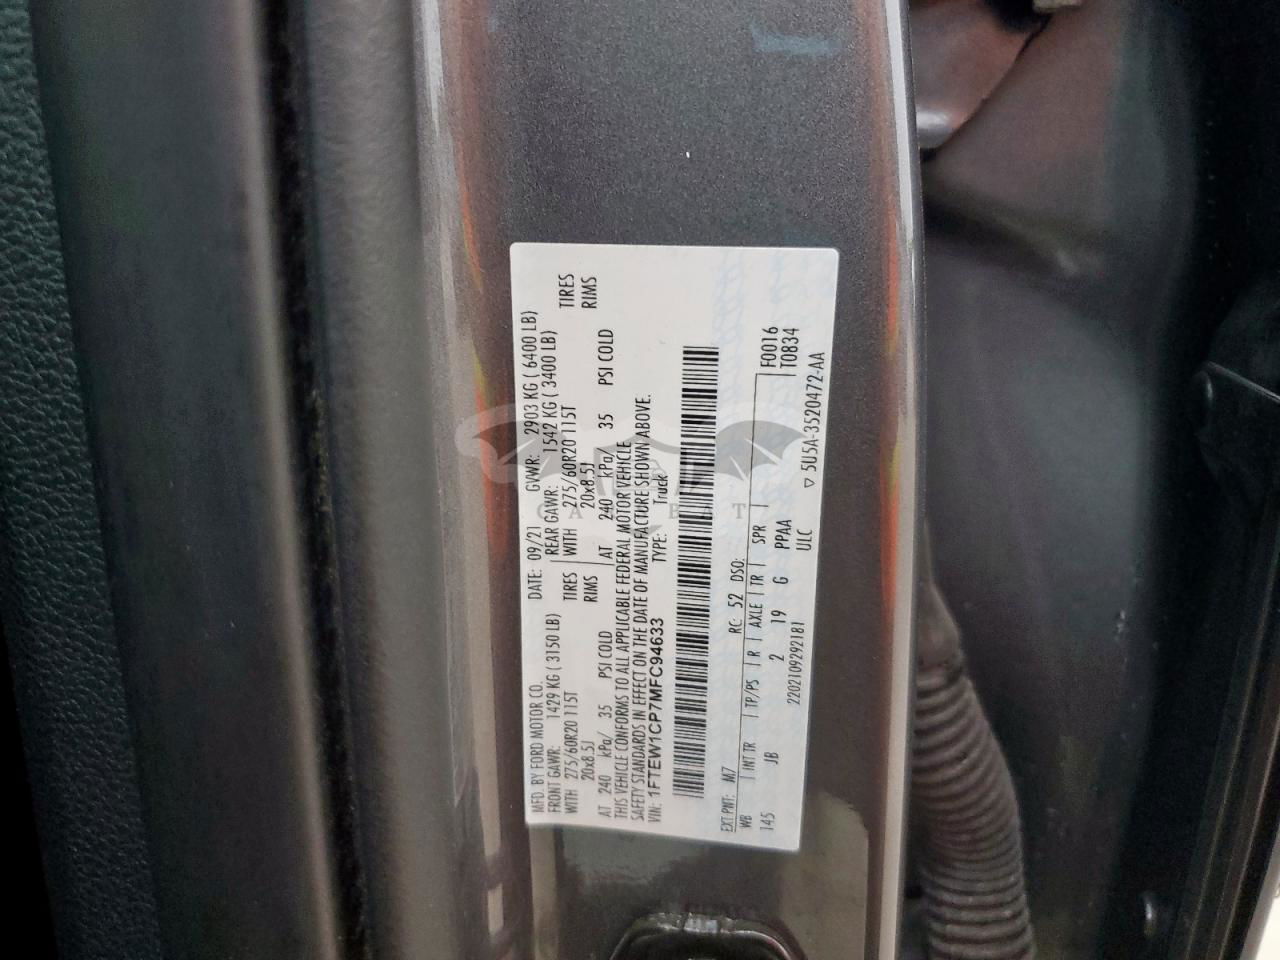 MFD. BY FORD MOTOR CO.
DATE: 09/21 GVWR: 2903 KG ( 6400 LB)
FRONT GAWR: 1429 KG ( 3150 LB) REAR GAWR: 1542 KG ( 3400 LB)
WITH 275/60R20 115T TIRES WITH 275/60R20 115T TIRES
20x8.5J RIMS 20x8.5J RIMS
AT 240 kPa/ 35 PSI COLD AT 240 kPa/ 35 PSI COLD
THIS VEHICLE CONFORMS TO ALL APPLICABLE FEDERAL MOTOR VEHICLE
SAFETY STANDARDS IN EFFECT ON THE DATE OF MANUFACTURE SHOWN ABOVE.
VIN: 1FTEW1CP7MFC94633 TYPE: Truck
EXT PNT: M7 RC: 52 DSO:
WB INT TR TP/PS R AXLE TR SPR F0016
145 JB 2 19 G PPAA T0834
2202109292181 ULC
▽ 5U5A-3520472-AA
CARBAT